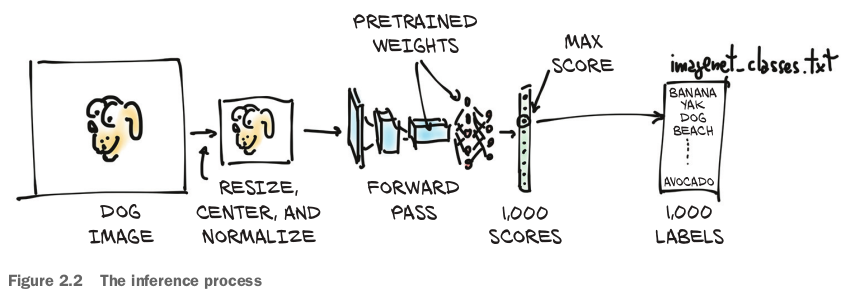 PRETRAINED
WEIGHTS
MAX
SCORE
imagenet_classes.txt
BANANA
YAK
DOG
BEACH
AVOCADO
DOG
IMAGE
RESIZE,
CENTER, AND
NORMALIZE
FORWARD
PASS
1,000
SCORES
1,000
LABELS
Figure 2.2 The inference process